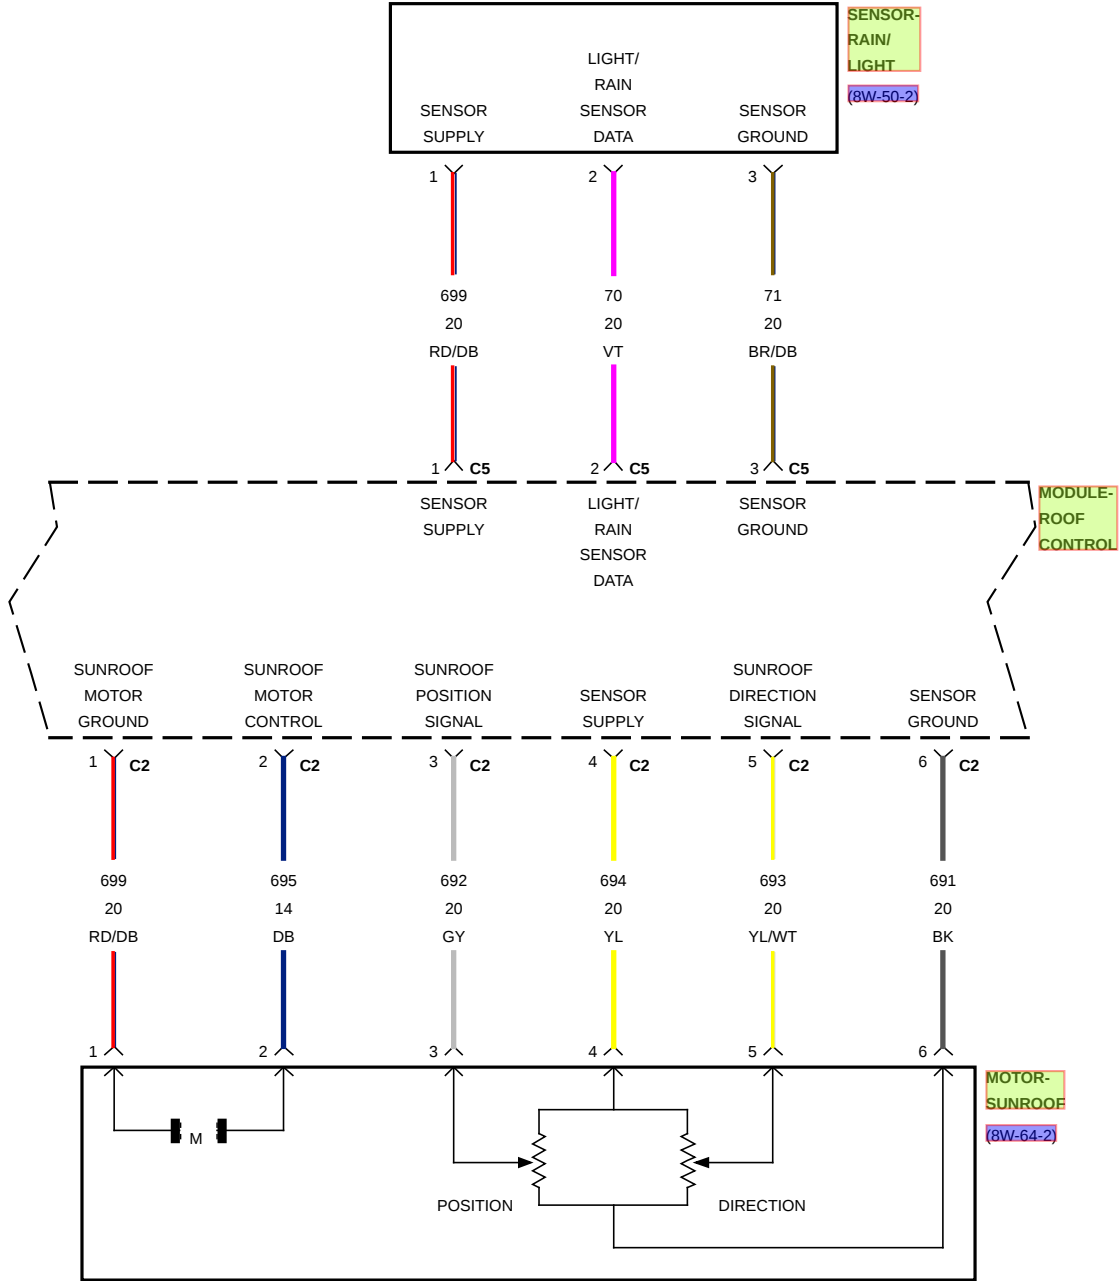 SENSOR-
RAIN/
LIGHT
(8W-50-2)
LIGHT/
RAIN
SENSOR SENSOR SENSOR
SUPPLY DATA GROUND
1 2 3
699 70 71
20 20 20
RD/DB VT BR/DB
1 C5 2 C5 3 C5
MODULE-
ROOF
CONTROL
SENSOR LIGHT/ SENSOR
SUPPLY RAIN GROUND
SENSOR
DATA
SUNROOF SUNROOF SUNROOF SUNROOF
MOTOR MOTOR POSITION SENSOR DIRECTION SENSOR
GROUND CONTROL SIGNAL SUPPLY SIGNAL GROUND
1 C2 2 C2 3 C2 4 C2 5 C2 6 C2
699 695 692 694 693 691
20 14 20 20 20 20
RD/DB DB GY YL YL/WT BK
1 2 3 4 5 6
MOTOR-
SUNROOF
(8W-64-2)
M
POSITION DIRECTION